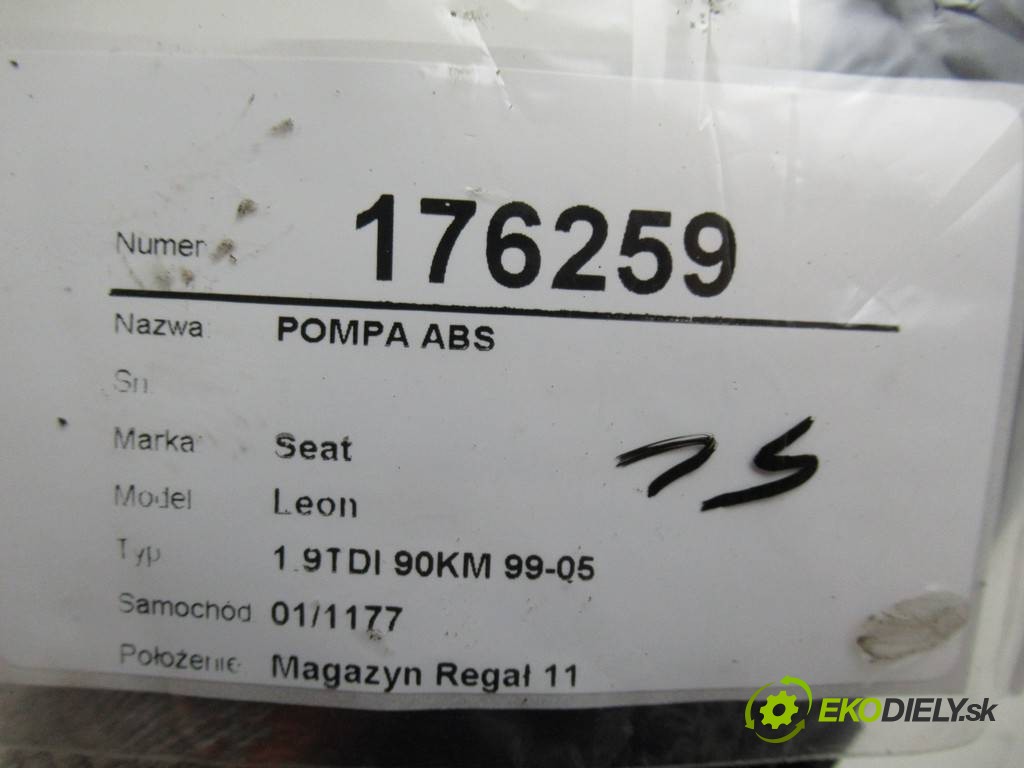 Numer 176259
Nazwa: POMPA ABS
Sn.
Marka: Seat
Model Leon
Typ 1.9TDI 90KM 99-05
Samochód 01/1177
Położenie: Magazyn Regał 11
75
EKODIELY.sk